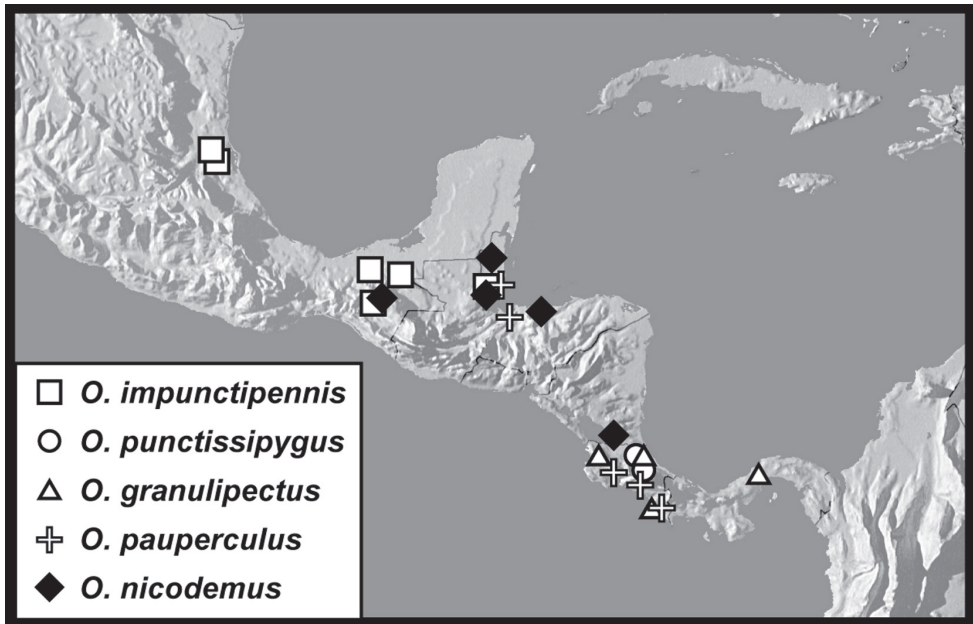 O. impunctipennis
O. punctissipygus
O. granulipectus
O. pauperculus
O. nicodemus